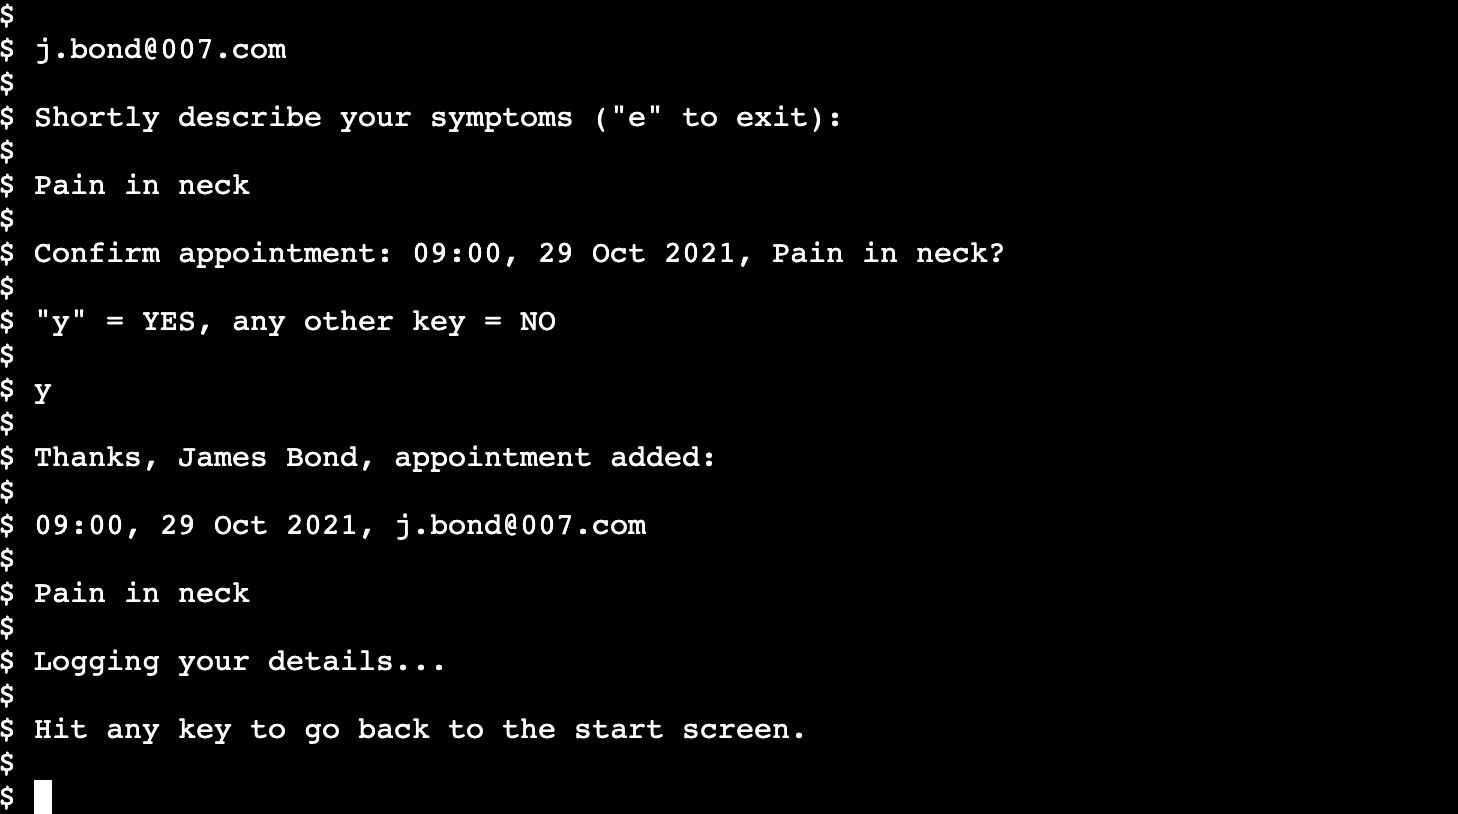 $
$ j.bond@007.com
$
$ Shortly describe your symptoms ("e" to exit):
$
$ Pain in neck
$
$ Confirm appointment: 09:00, 29 Oct 2021, Pain in neck?
$
$ "y" = YES, any other key = NO
$
$ y
$
$ Thanks, James Bond, appointment added:
$
$ 09:00, 29 Oct 2021, j.bond@007.com
$
$ Pain in neck
$
$ Logging your details...
$
$ Hit any key to go back to the start screen.
$
$